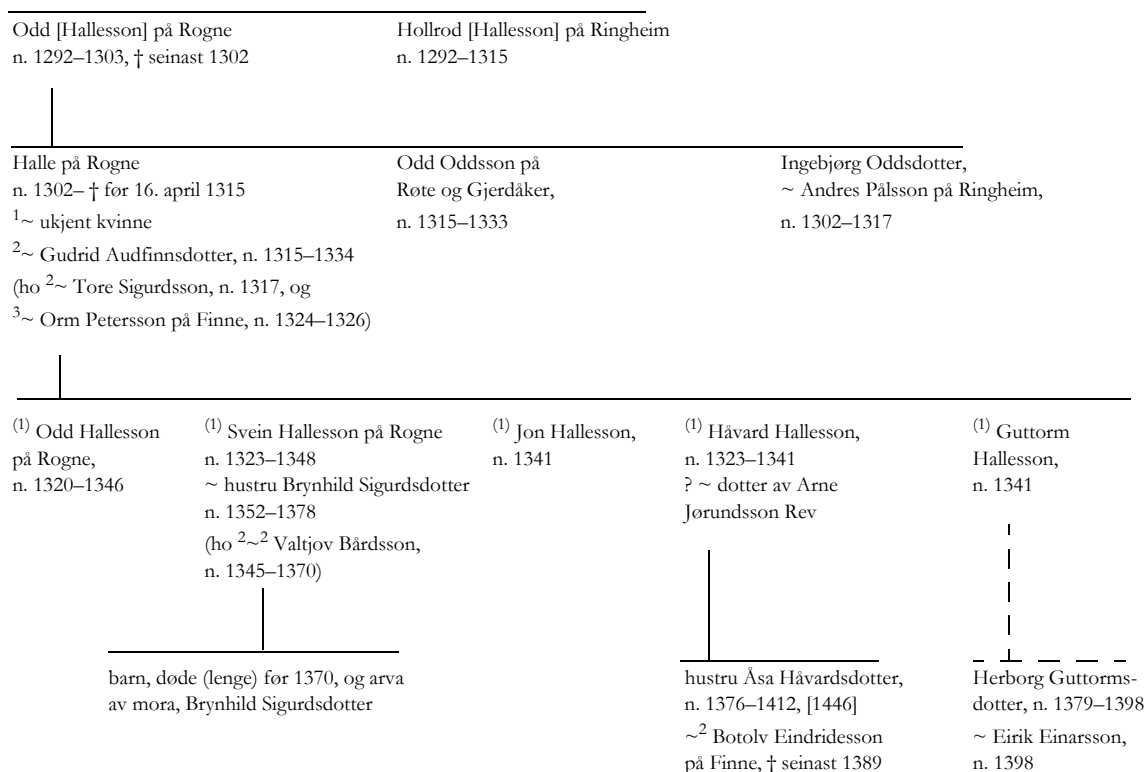 Odd [Hallesson] på Rogne
n. 1292–1303, † seinast 1302
Hollrod [Hallesson] på Ringheim
n. 1292–1315
Halle på Rogne
n. 1302– † før 16. april 1315
1~ ukjent kvinne
2~ Gudrid Audfinnsdotter, n. 1315–1334
(ho 2~ Tore Sigurdsson, n. 1317, og
3~ Orm Petersson på Finne, n. 1324–1326)
Odd Oddsson på
Røte og Gjerdåker,
n. 1315–1333
Ingebjørg Oddsdotter,
~ Andres Pålsson på Ringheim,
n. 1302–1317
(1) Odd Hallesson
på Rogne,
n. 1320–1346
(1) Svein Hallesson på Rogne
n. 1323–1348
~ hustru Brynhild Sigurdsdotter
n. 1352–1378
(ho 2~2 Valtjov Bårdsson,
n. 1345–1370)
(1) Jon Hallesson,
n. 1341
(1) Håvard Hallesson,
n. 1323–1341
? ~ dotter av Arne
Jørundsson Rev
(1) Guttorm
Hallesson,
n. 1341
barn, døde (lenge) før 1370, og arva
av mora, Brynhild Sigurdsdotter
hustru Åsa Håvardsdotter,
n. 1376–1412, [1446]
~2 Botolv Eindridesson
på Finne, † seinast 1389
Herborg Guttorms-
dotter, n. 1379–1398
~ Eirik Einarsson,
n. 1398